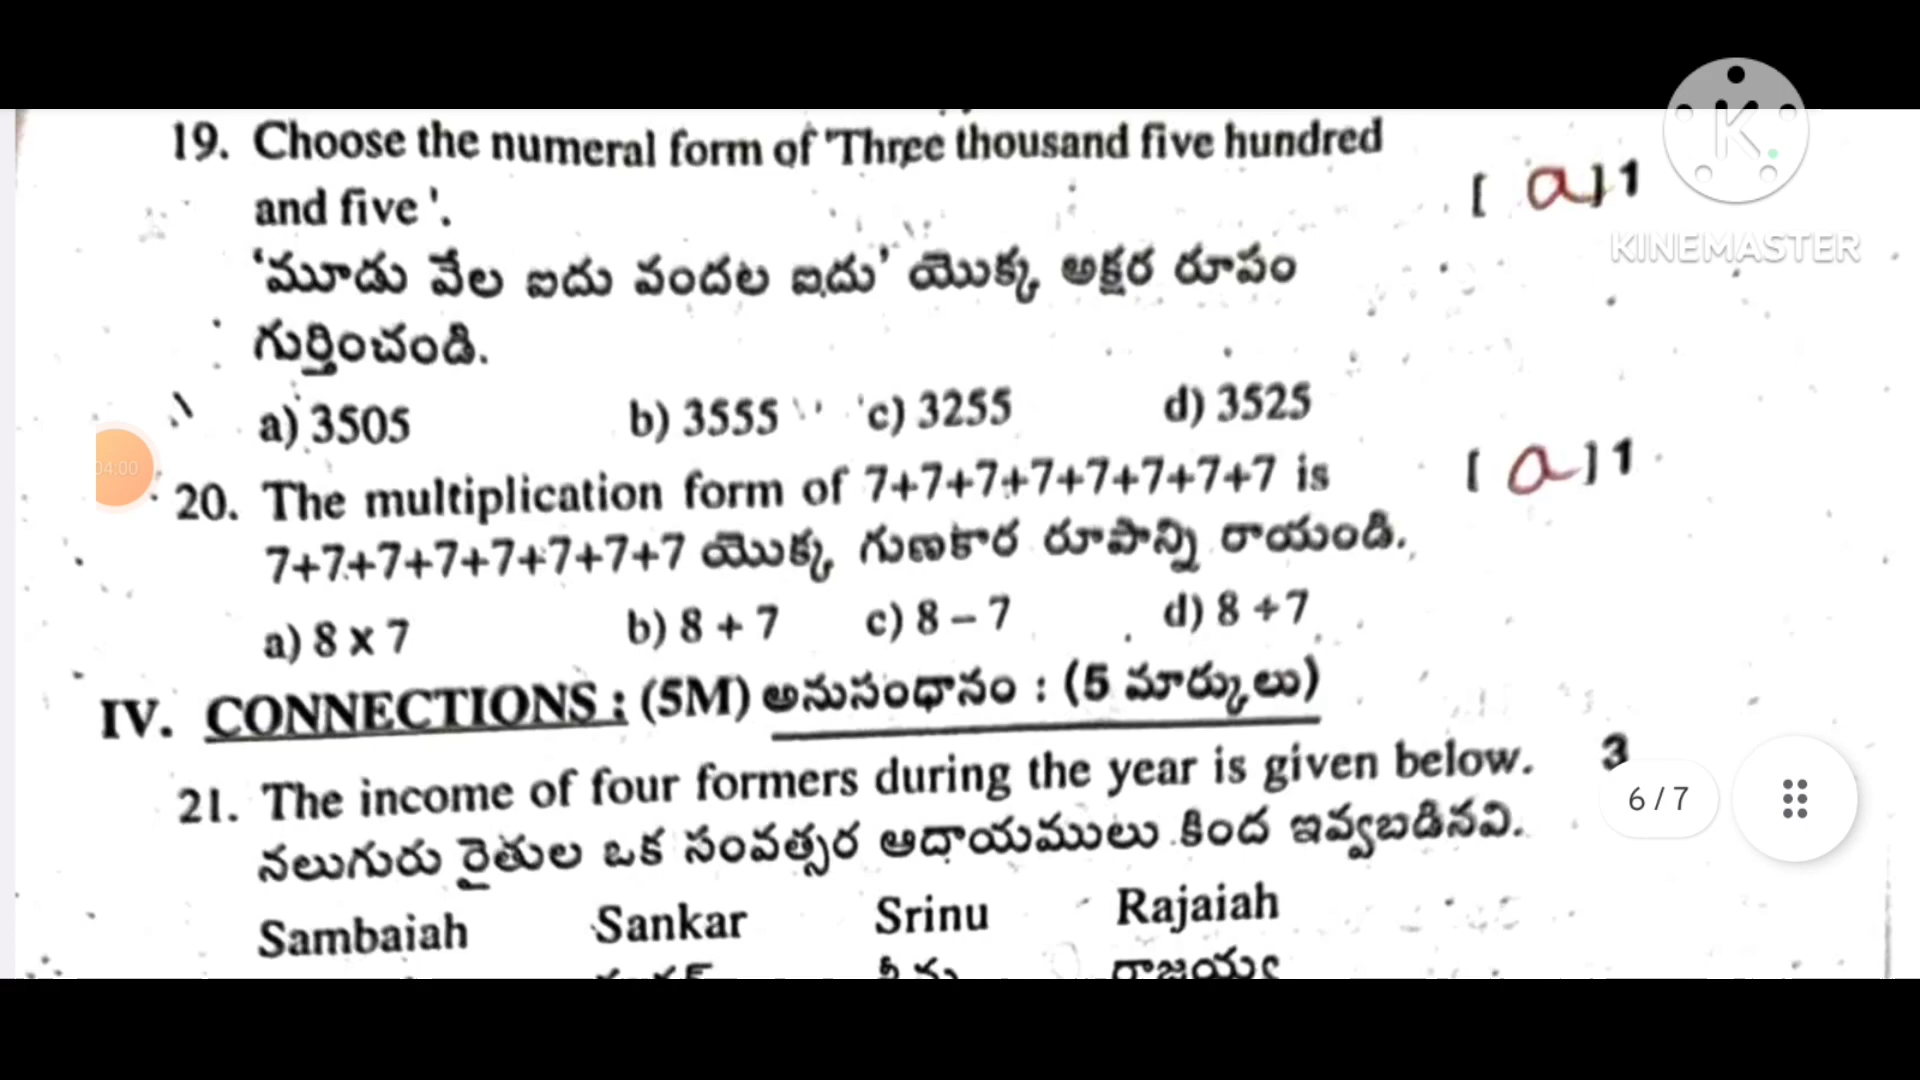 19. Choose the numeral form of 'Three thousand five hundred
and five '.
[ a ] 1
'మూడు వేల ఐదు వందల ఐదు' యొక్క అక్షర రూపం
గుర్తించండి.
a) 3505 b) 3555 c) 3255 d) 3525
20. The multiplication form of 7+7+7+7+7+7+7+7 is [ a ] 1
7+7+7+7+7+7+7+7 యొక్క గుణకార రూపాన్ని రాయండి.
a) 8 x 7 b) 8 + 7 c) 8 – 7 d) 8 ÷ 7
IV. CONNECTIONS : (5M) అనుసంధానం : (5 మార్కులు)
21. The income of four formers during the year is given below. 3
నలుగురు రైతుల ఒక సంవత్సర ఆదాయములు కింద ఇవ్వబడినవి.
Sambaiah Sankar Srinu Rajaiah
రాజయ్య
K
KINEMASTER
04:00
6 / 7